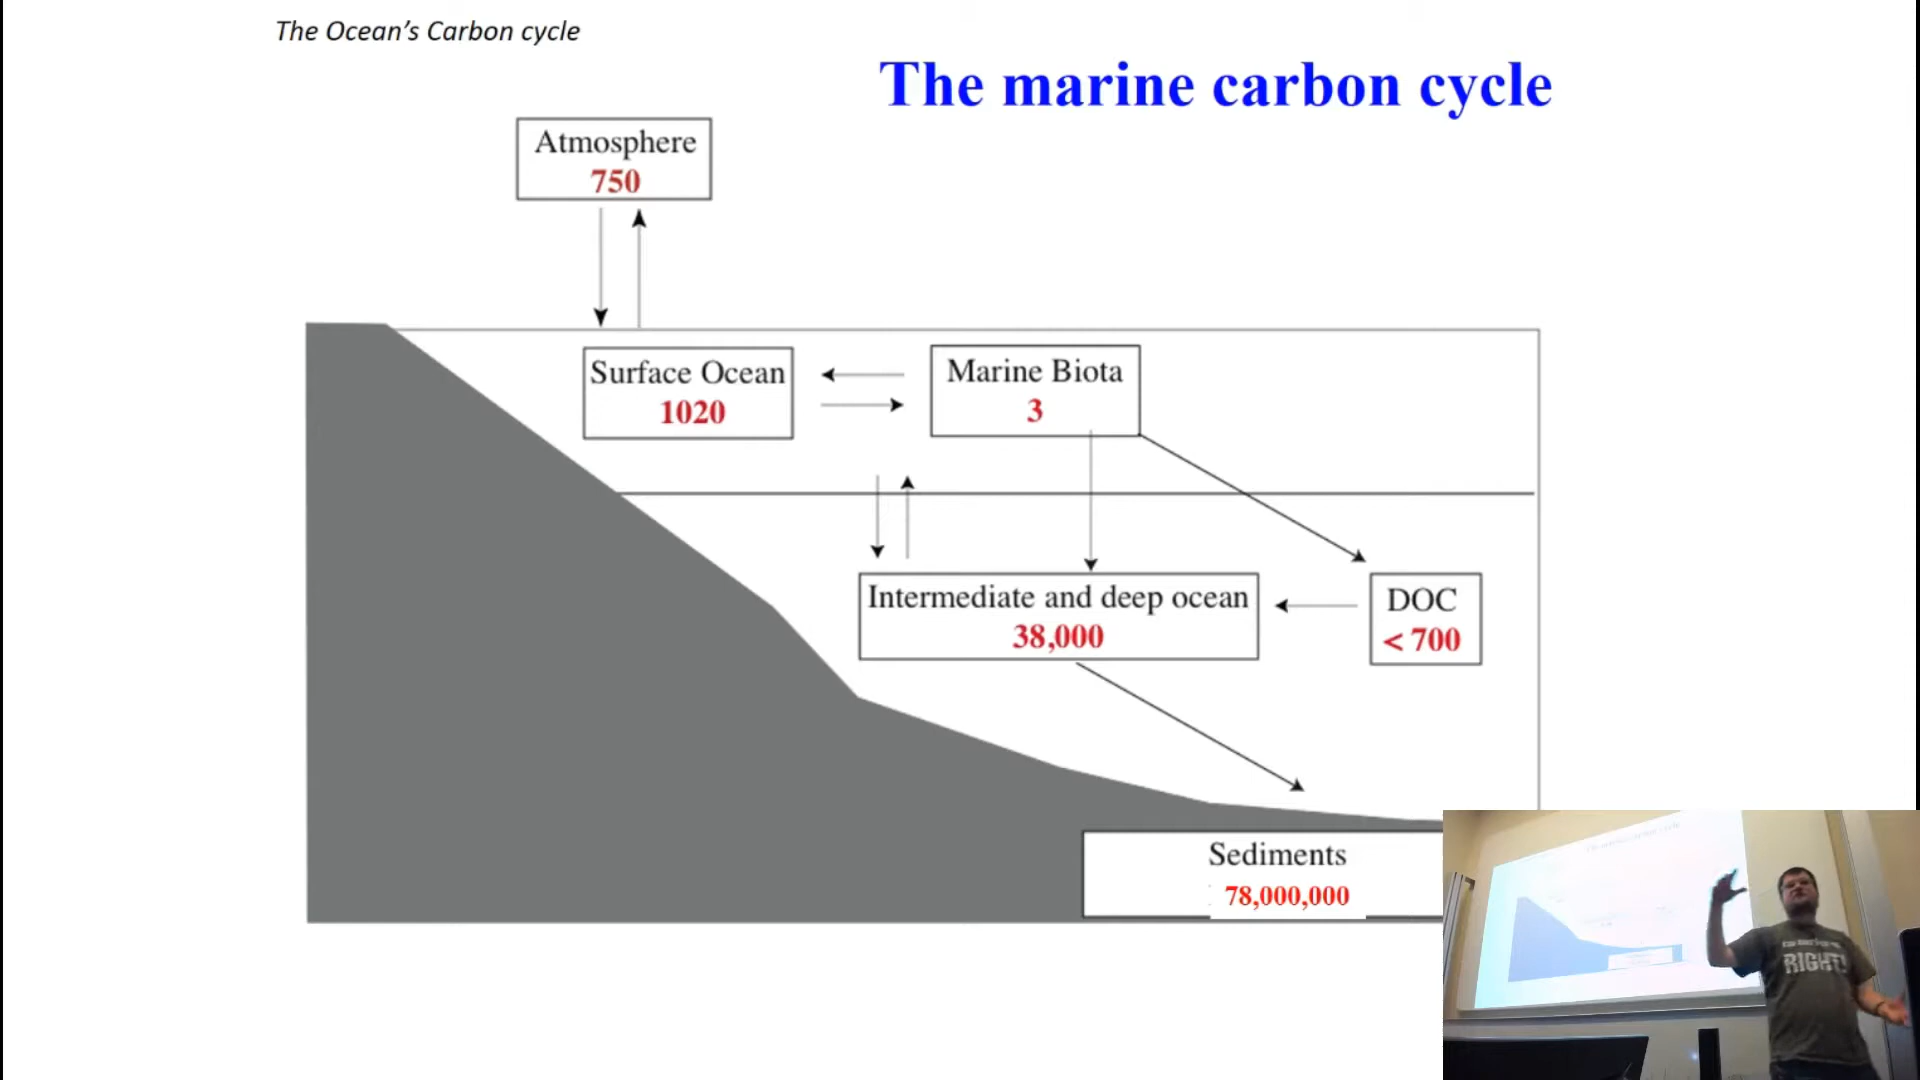 The Ocean's Carbon cycle
The marine carbon cycle
Atmosphere
750
Surface Ocean
1020
Marine Biota
3
Intermediate and deep ocean
38,000
DOC
< 700
Sediments
78,000,000
RIGHT!